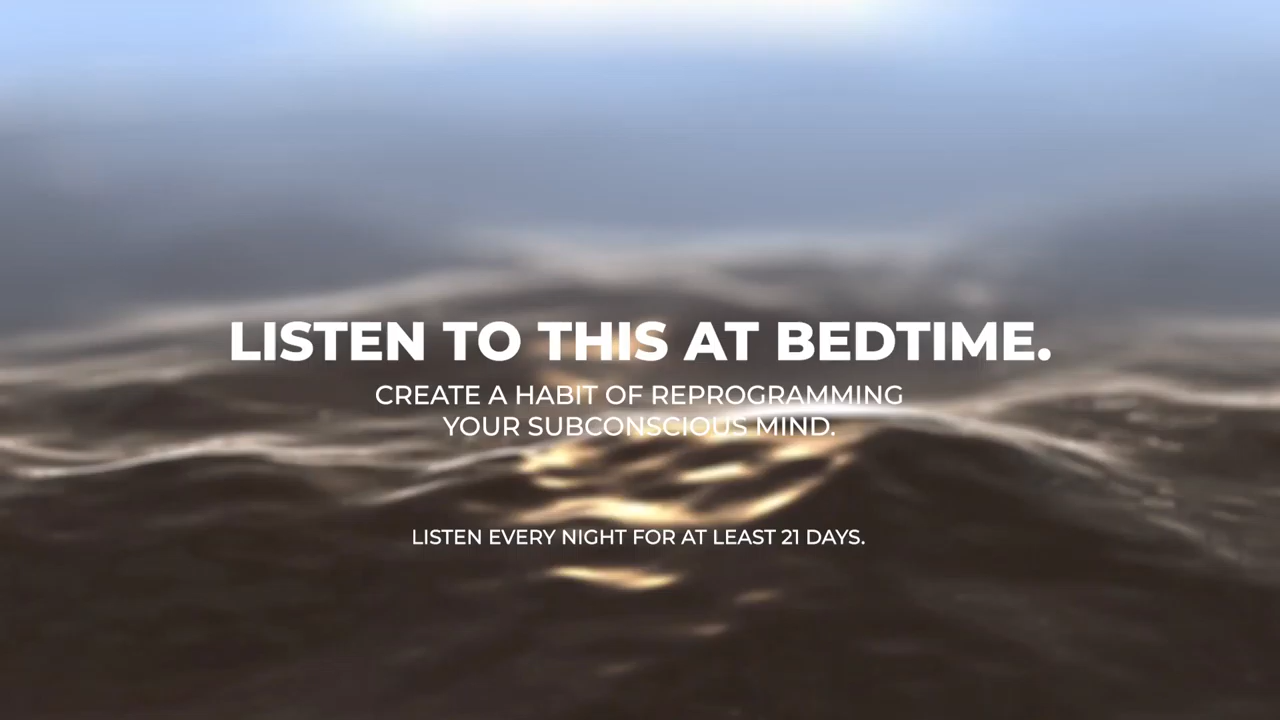 LISTEN TO THIS AT BEDTIME.
CREATE A HABIT OF REPROGRAMMING
YOUR SUBCONSCIOUS MIND.
LISTEN EVERY NIGHT FOR AT LEAST 21 DAYS.